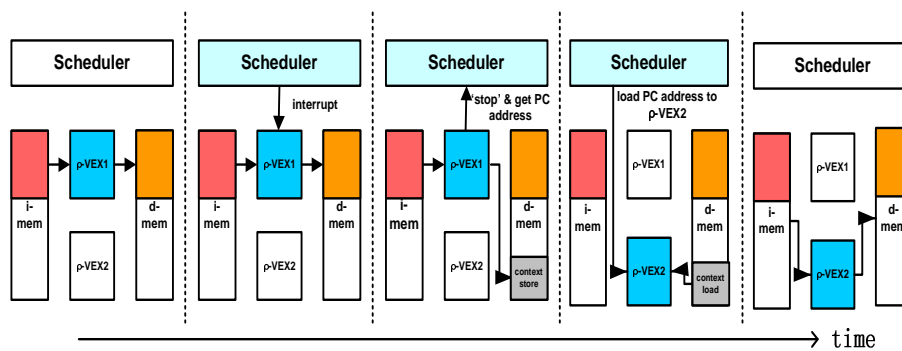 Scheduler
ρ-VEX1
i-
mem
d-
mem
ρ-VEX2
Scheduler
interrupt
ρ-VEX1
i-
mem
d-
mem
ρ-VEX2
Scheduler
'stop' & get PC
address
ρ-VEX1
i-
mem
d-
mem
ρ-VEX2
context
store
Scheduler
load PC address to
ρ-VEX2
ρ-VEX1
i-
mem
d-
mem
ρ-VEX2
context
load
Scheduler
ρ-VEX1
i-
mem
d-
mem
ρ-VEX2
time